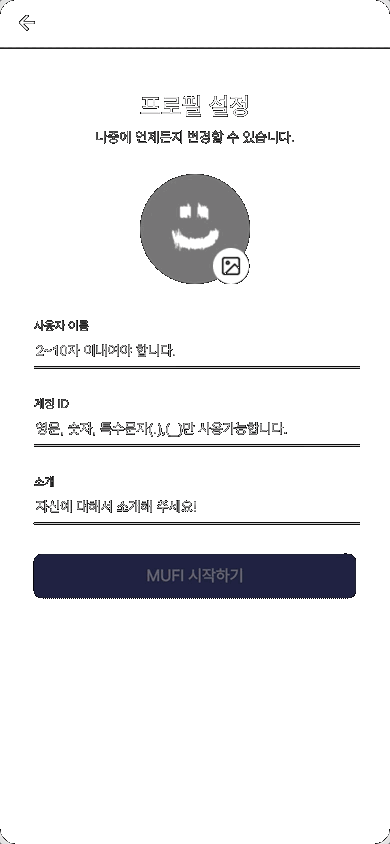 프로필 설정
나중에 언제든지 변경할 수 있습니다.
사용자 이름
2~10자 이내여야 합니다.
계정 ID
영문, 숫자, 특수문자(.),(_)만 사용가능합니다.
소개
자신에 대해서 소개해 주세요!
MUFI 시작하기